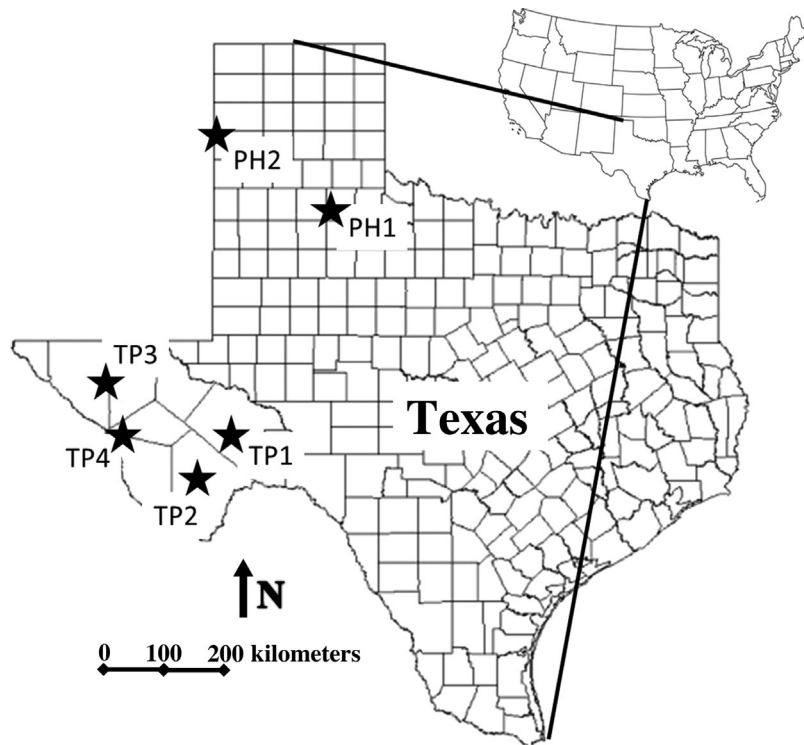 PH2
PH1
TP3
Texas
TP4
TP1
TP2
N
0 100 200 kilometers